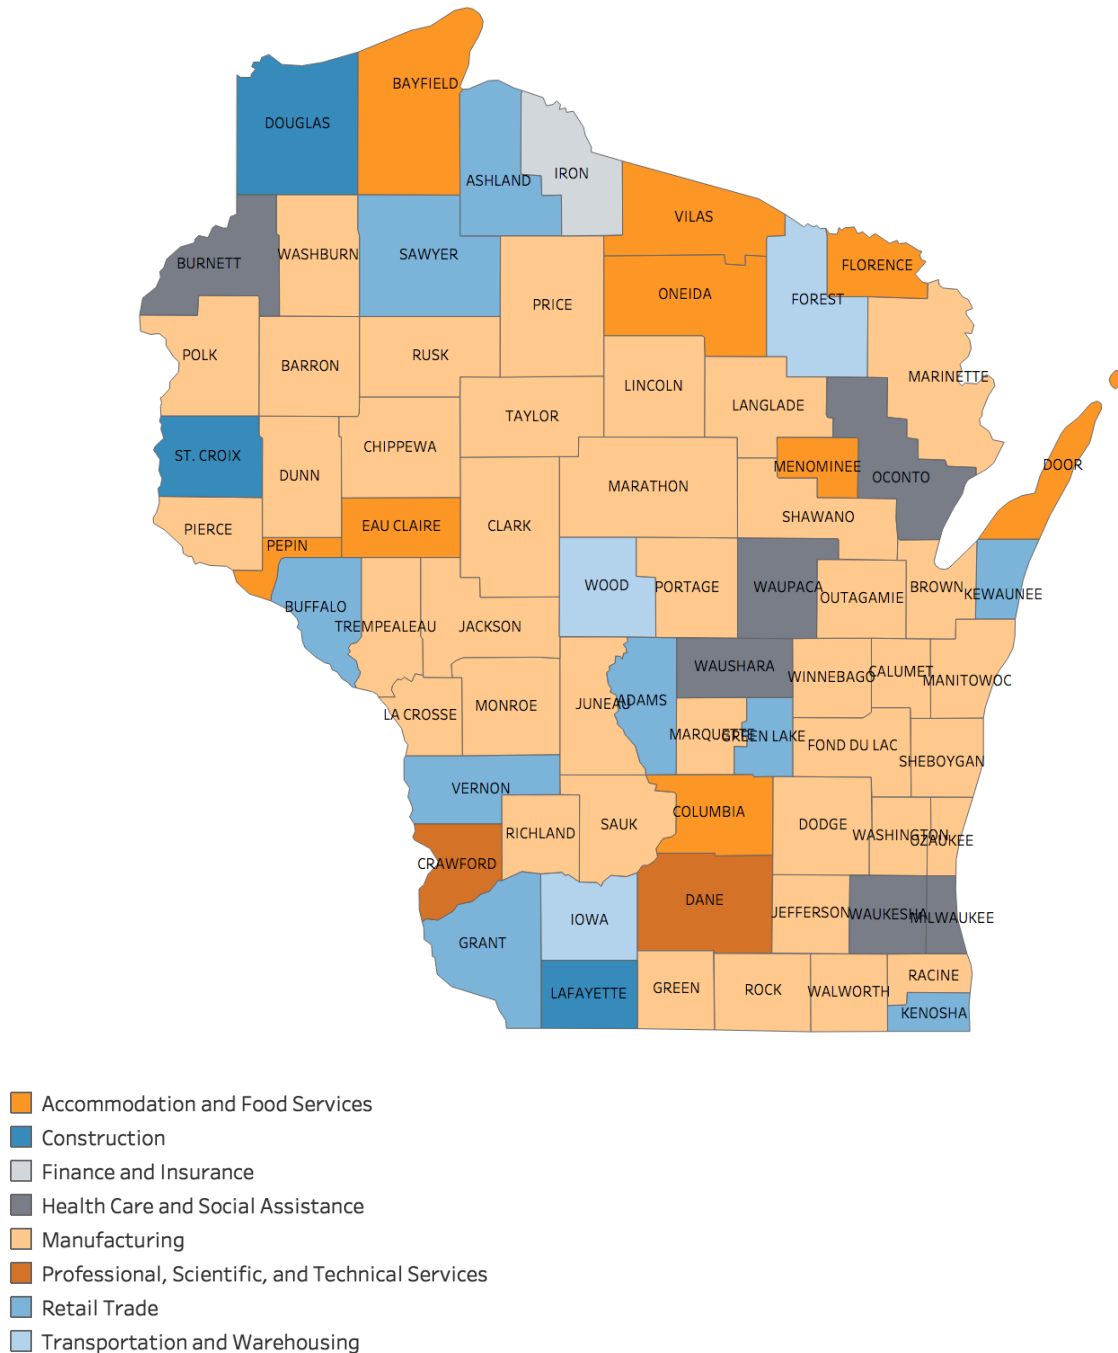 BAYFIELD
DOUGLAS
ASHLAND
IRON
VILAS
BURNETT
WASHBURN
SAWYER
FLORENCE
ONEIDA
FOREST
PRICE
POLK
BARRON
RUSK
LINCOLN
MARINETTE
LANGLADE
TAYLOR
CHIPPEWA
ST. CROIX
DUNN
MENOMINEE
DOOR
OCONTO
MARATHON
SHAWANO
PIERCE
EAU CLAIRE
CLARK
PEPIN
WOOD
PORTAGE
WAUPACA
OUTAGAMIE
BROWN
KEWAUNEE
BUFFALO
TREMPEALEAU
JACKSON
WAUSHARA
WINNEBAGO
CALUMET
MANITOWOC
LA CROSSE
MONROE
JUNEAU
ADAMS
MARQUETTE
GREEN LAKE
FOND DU LAC
SHEBOYGAN
VERNON
RICHLAND
SAUK
COLUMBIA
DODGE
WASHINGTON
OZAUKEE
CRAWFORD
DANE
JEFFERSON
WAUKESHA
MILWAUKEE
GRANT
IOWA
LAFAYETTE
GREEN
ROCK
WALWORTH
RACINE
KENOSHA
Accommodation and Food Services
Construction
Finance and Insurance
Health Care and Social Assistance
Manufacturing
Professional, Scientific, and Technical Services
Retail Trade
Transportation and Warehousing